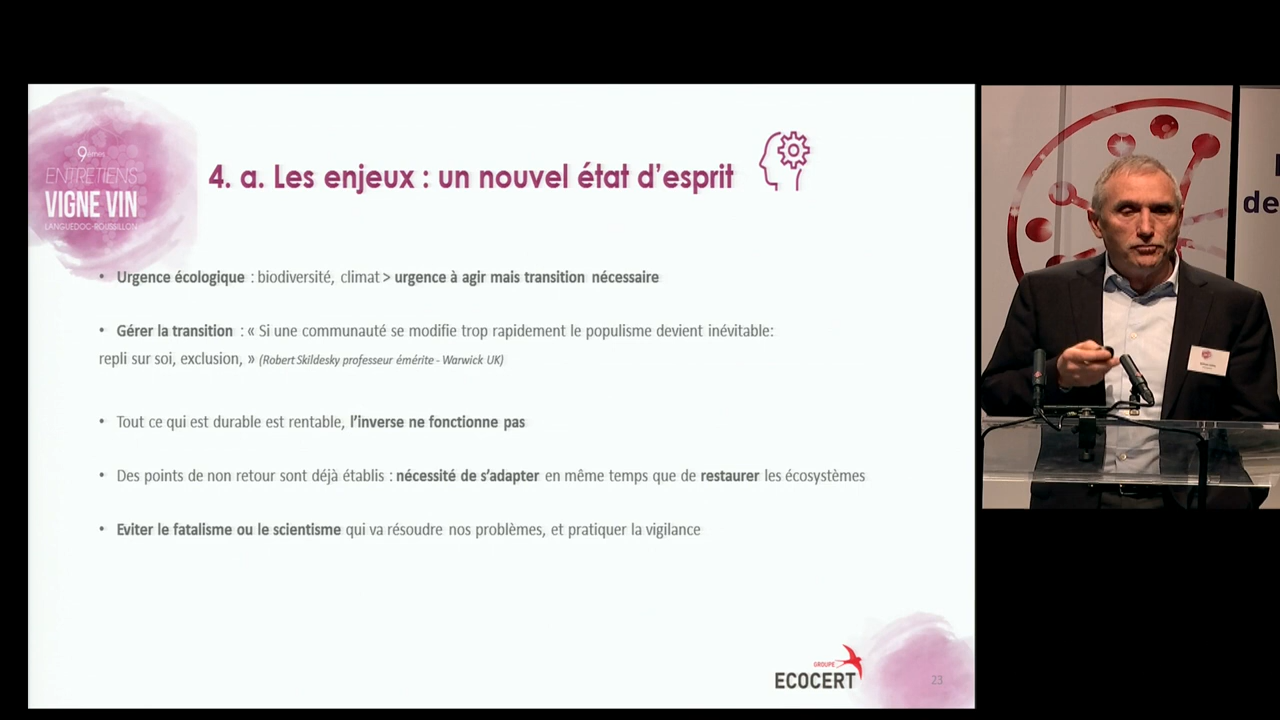 9èmes
ENTRETIENS
VIGNE VIN
LANGUEDOC-ROUSSILLON
4. a. Les enjeux : un nouvel état d’esprit
• Urgence écologique : biodiversité, climat > urgence à agir mais transition nécessaire
• Gérer la transition : « Si une communauté se modifie trop rapidement le populisme devient inévitable:
repli sur soi, exclusion, » (Robert Skildesky professeur émérite - Warwick UK)
• Tout ce qui est durable est rentable, l’inverse ne fonctionne pas
• Des points de non retour sont déjà établis : nécessité de s’adapter en même temps que de restaurer les écosystèmes
• Eviter le fatalisme ou le scientisme qui va résoudre nos problèmes, et pratiquer la vigilance
GROUPE
ECOCERT
23
de